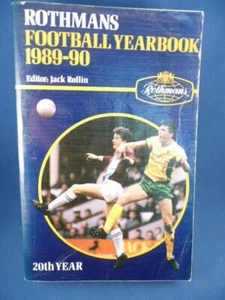 ROTHMANS
FOOTBALL YEARBOOK
1989-90
Editor: Jack Rollin
Rothmans
20th YEAR